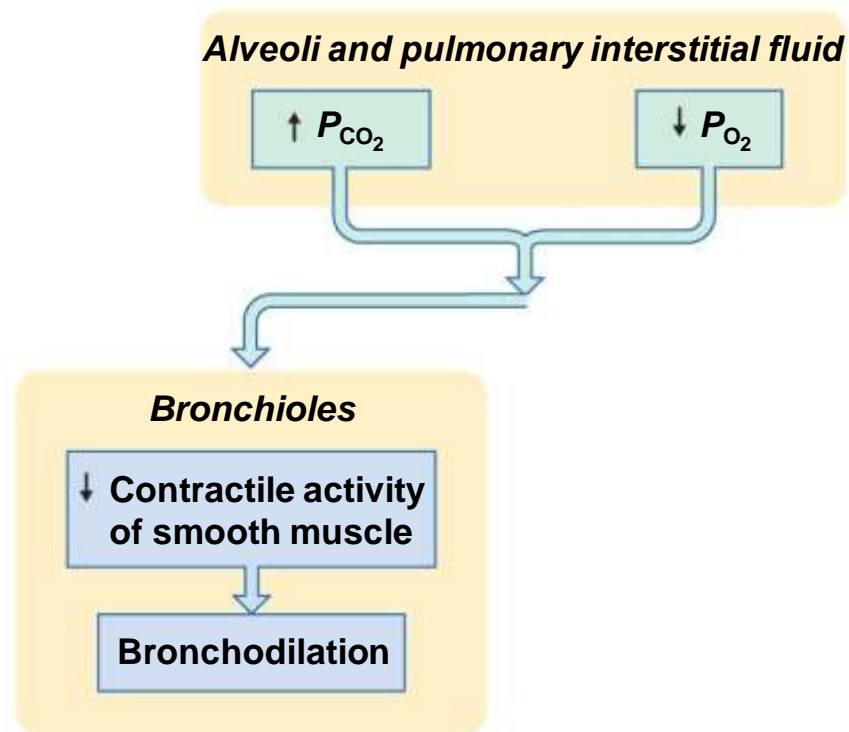 Alveoli and pulmonary interstitial fluid
↑ PCO₂
↓ PO₂
Bronchioles
↓ Contractile activity
of smooth muscle
Bronchodilation